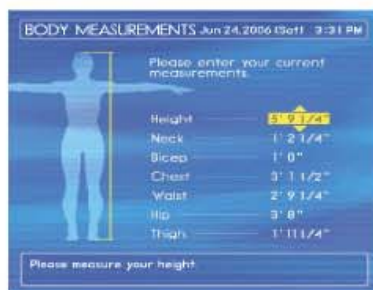 BODY MEASUREMENTS Jun 24,2006 (Sat) 3:31 PM
Please enter your current
measurements.
Height 5' 9 1/4"
Neck 1' 2 1/4"
Bicep 1' 0"
Chest 3' 1 1/2"
Waist 2' 9 1/4"
Hip 3' 8"
Thigh 1' 11 1/4"
Please measure your height.